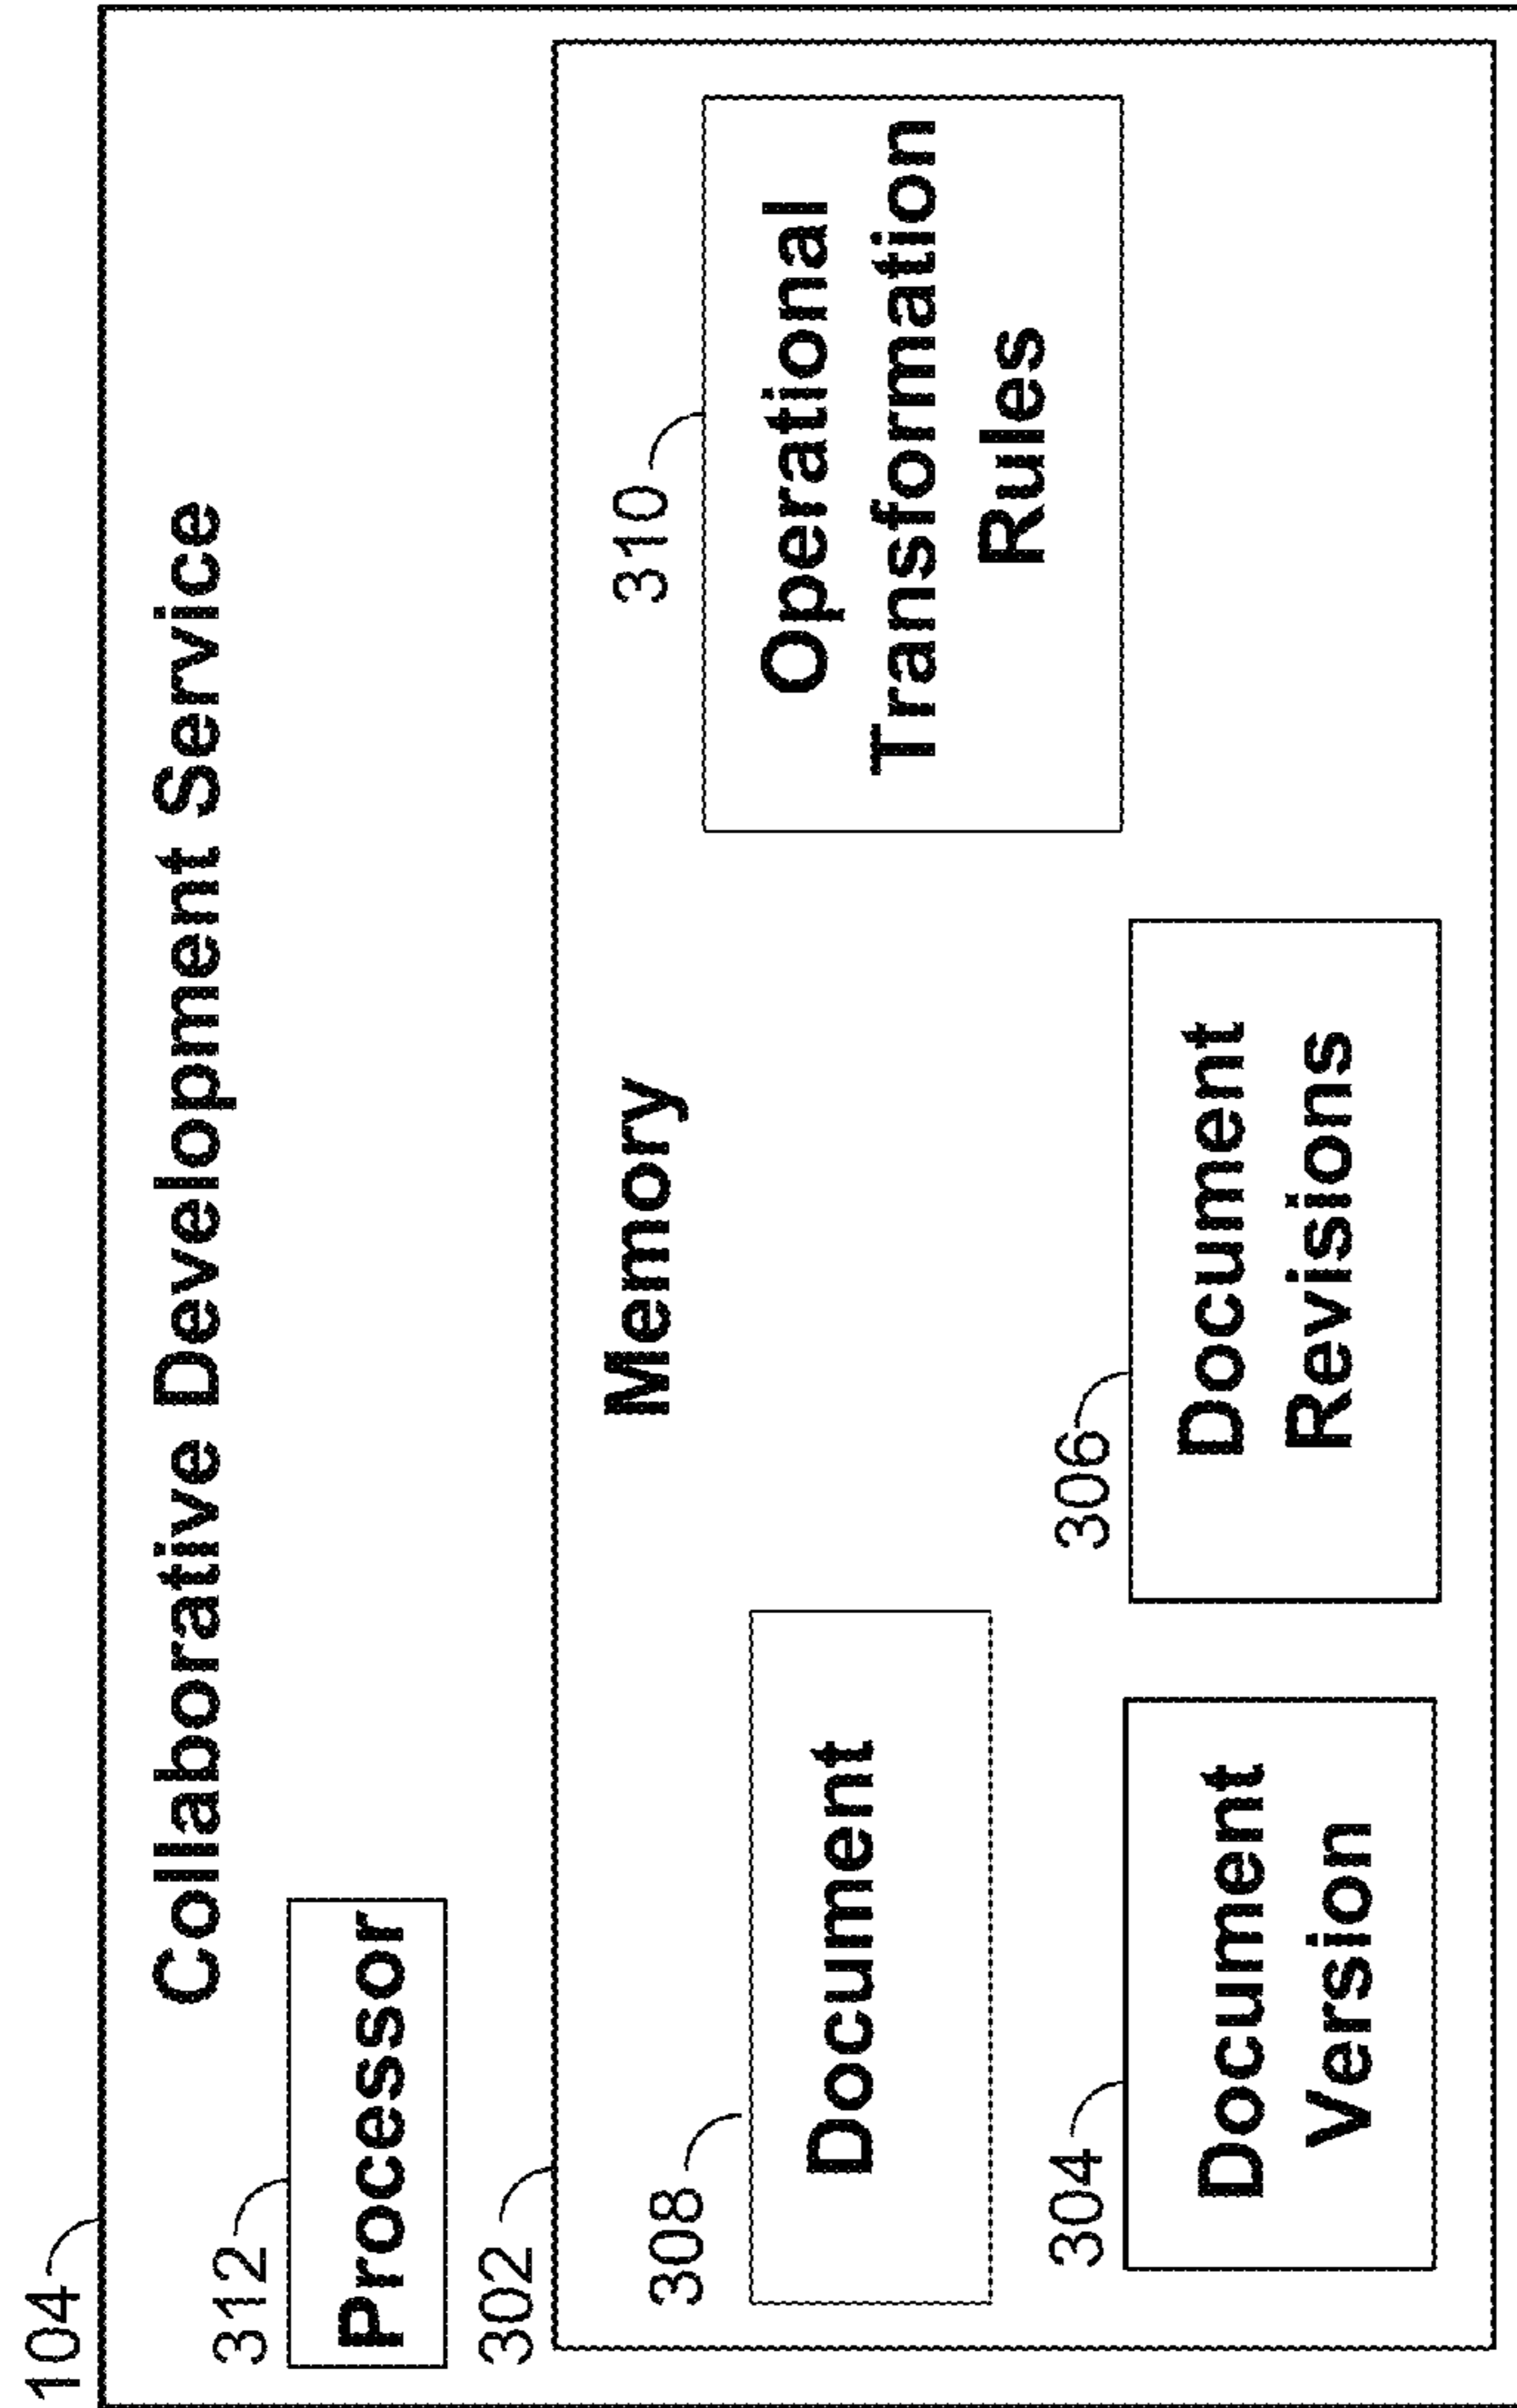 104
Collaborative Development Service
312
Processor
302
Memory
308
Document
310
Operational
Transformation
Rules
304
Document
Version
306
Document
Revisions